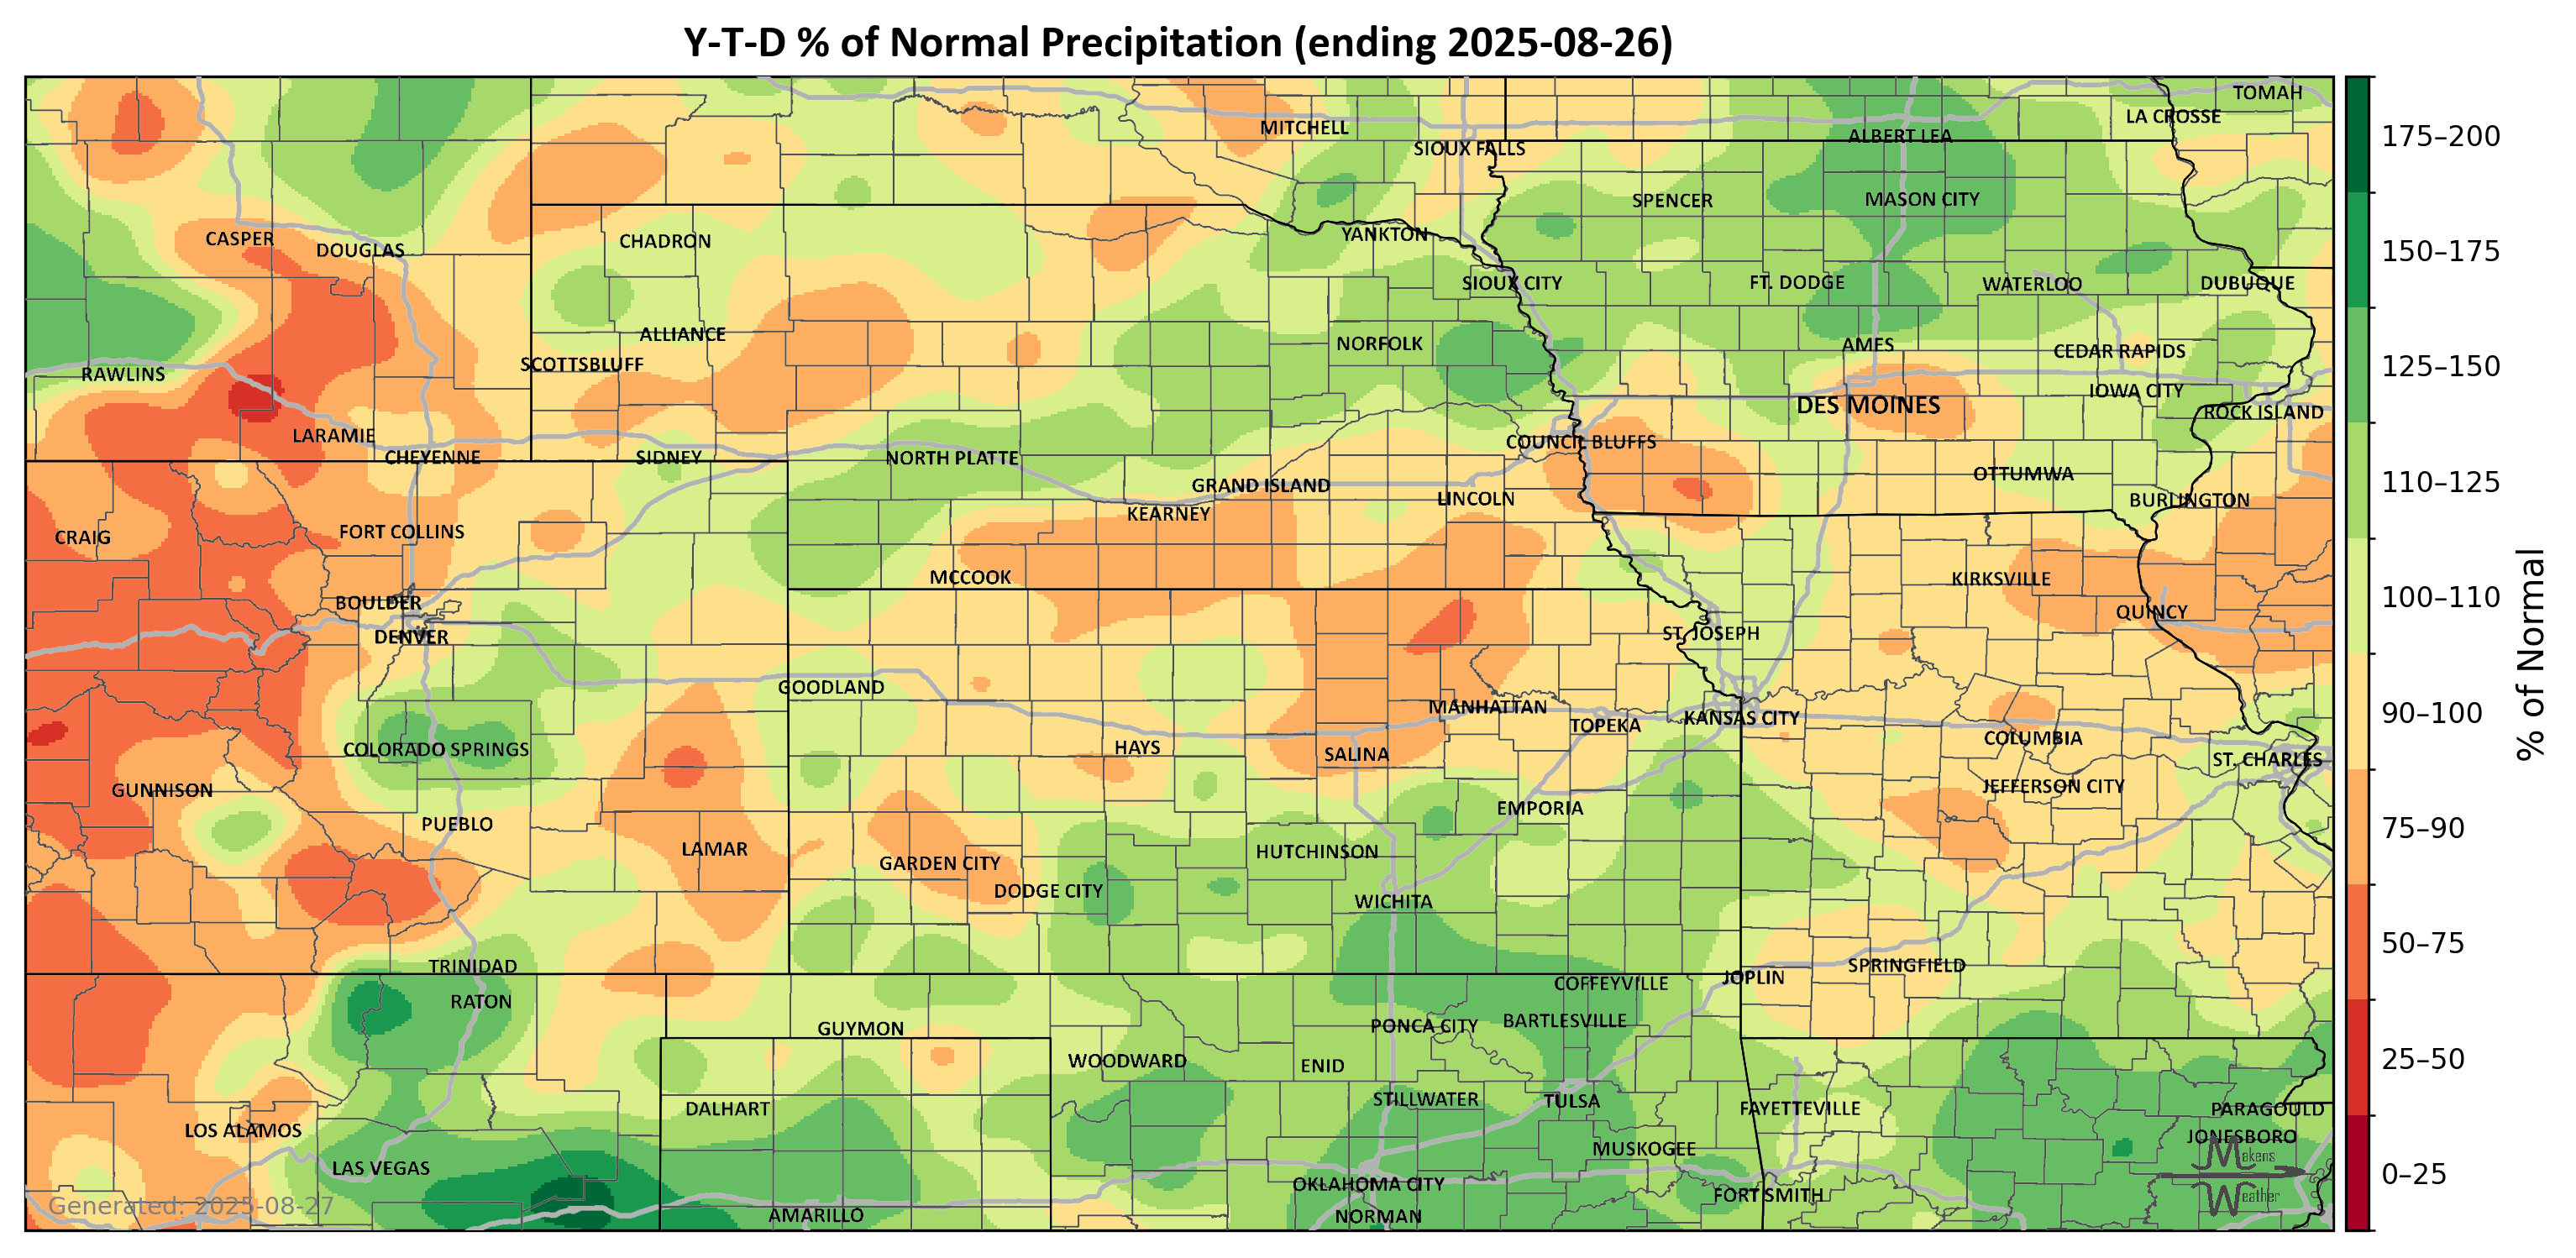 Y-T-D % of Normal Precipitation (ending 2025-08-26)
TOMAH
LA CROSSE
MITCHELL
ALBERT LEA
SIOUX FALLS
SPENCER
MASON CITY
CASPER
DOUGLAS
CHADRON
YANKTON
SIOUX CITY
FT. DODGE
WATERLOO
DUBUQUE
ALLIANCE
NORFOLK
AMES
CEDAR RAPIDS
SCOTTSBLUFF
RAWLINS
IOWA CITY
DES MOINES
ROCK ISLAND
LARAMIE
COUNCIL BLUFFS
CHEYENNE
SIDNEY
NORTH PLATTE
OTTUMWA
GRAND ISLAND
LINCOLN
BURLINGTON
KEARNEY
CRAIG
FORT COLLINS
MCCOOK
KIRKSVILLE
BOULDER
QUINCY
DENVER
ST. JOSEPH
GOODLAND
MANHATTAN
TOPEKA
KANSAS CITY
COLORADO SPRINGS
HAYS
SALINA
COLUMBIA
ST. CHARLES
GUNNISON
JEFFERSON CITY
EMPORIA
PUEBLO
LAMAR
HUTCHINSON
GARDEN CITY
DODGE CITY
WICHITA
TRINIDAD
SPRINGFIELD
JOPLIN
COFFEYVILLE
RATON
GUYMON
PONCA CITY
BARTLESVILLE
WOODWARD
ENID
STILLWATER
TULSA
DALHART
FAYETTEVILLE
PARAGOULD
LOS ALAMOS
JONESBORO
MUSKOGEE
LAS VEGAS
OKLAHOMA CITY
FORT SMITH
AMARILLO
NORMAN
Makens
Weather
Generated: 2025-08-27
175–200
150–175
125–150
110–125
100–110
90–100
75–90
50–75
25–50
0–25
% of Normal